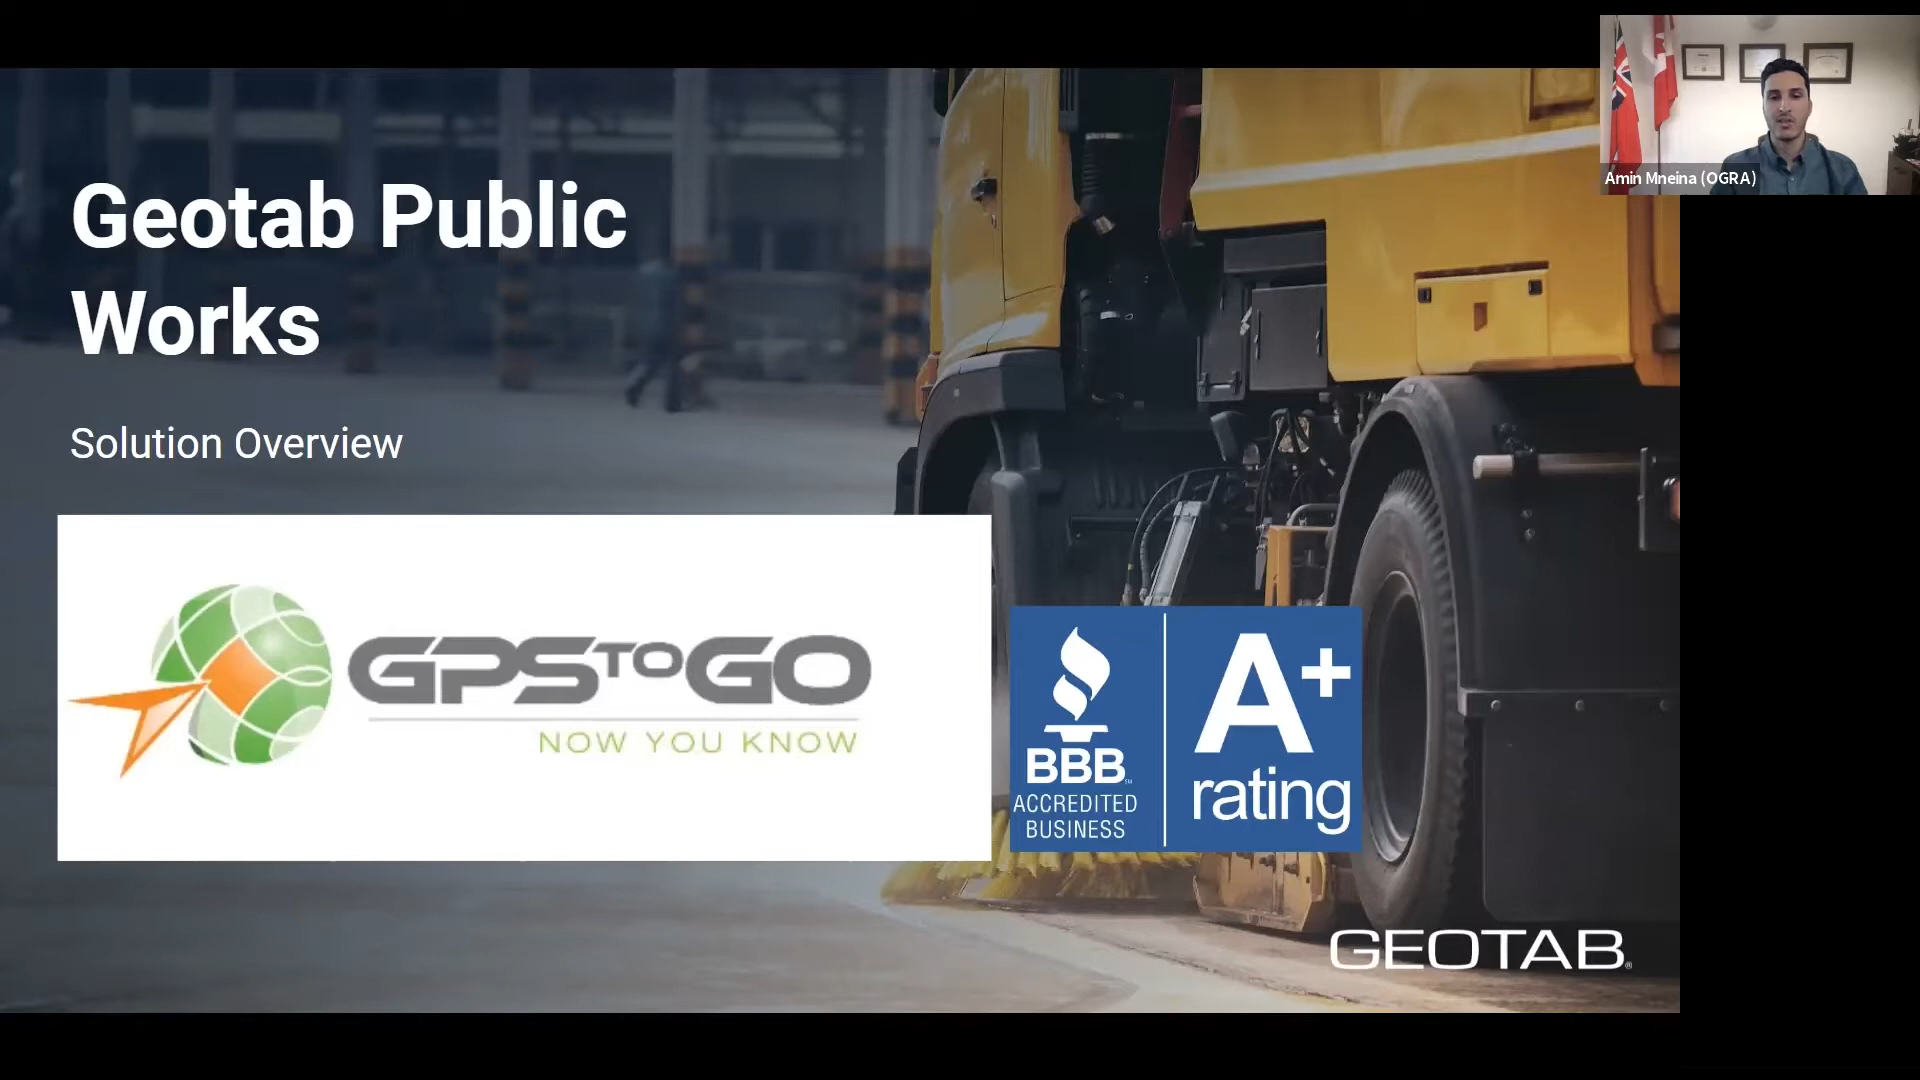 Amin Mneina (OGRA)
Geotab Public
Works
Solution Overview
GPS TO GO
NOW YOU KNOW
BBB
ACCREDITED
BUSINESS
A+
rating
GEOTAB